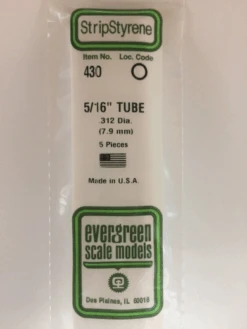 StripStyrene
Item No. Loc. Code
430
5/16" TUBE
.312 Dia.
(7.9 mm)
5 Pieces
Made in U.S.A.
evergreen
scale models
Des Plaines, IL 60018